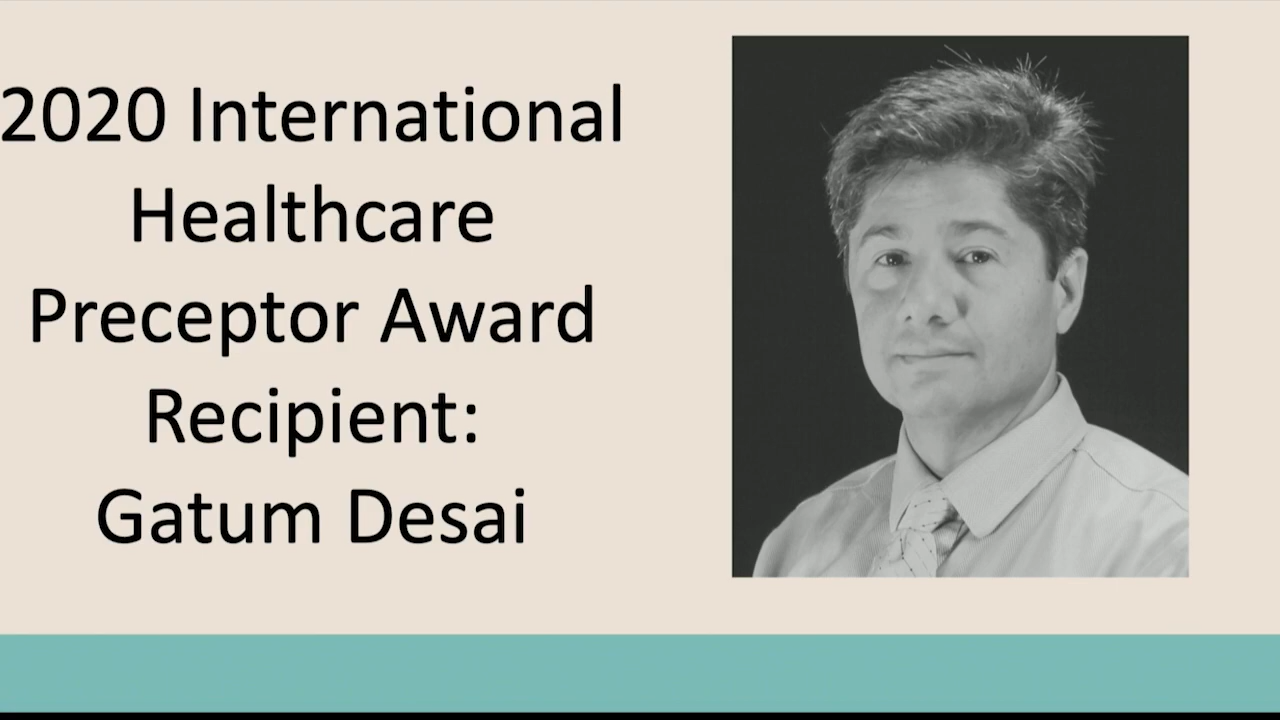 2020 International
Healthcare
Preceptor Award
Recipient:
Gatum Desai